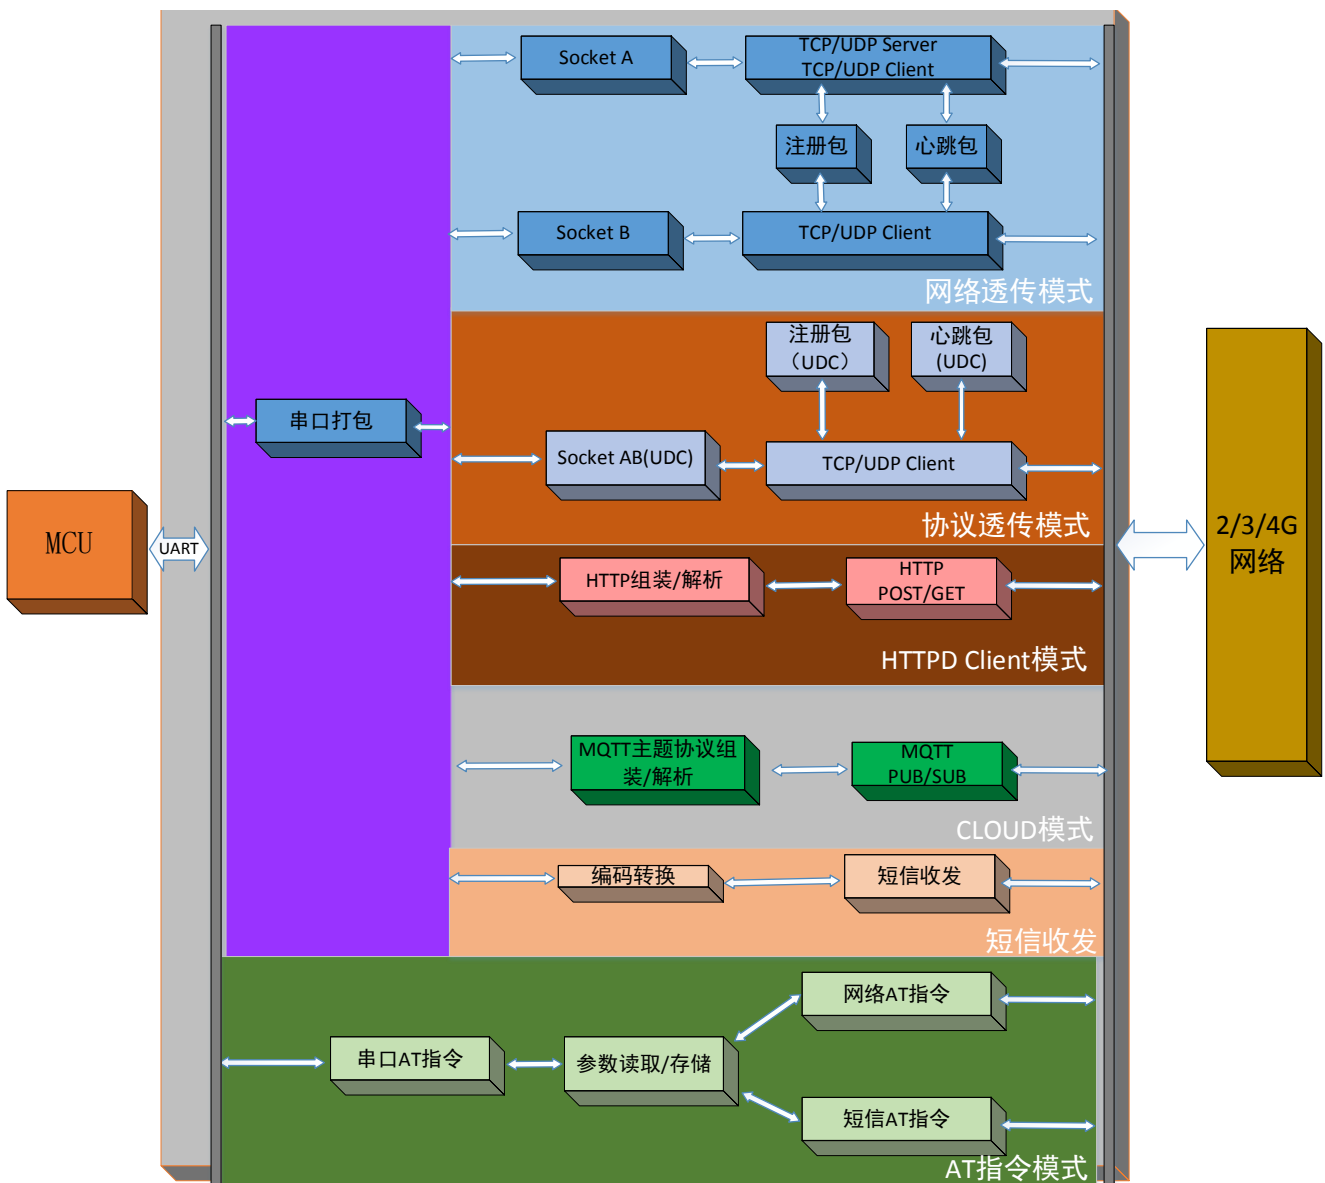 Socket A
TCP/UDP Server
TCP/UDP Client
注册包
心跳包
Socket B
TCP/UDP Client
网络透传模式
注册包
（UDC）
心跳包
(UDC)
串口打包
Socket AB(UDC)
TCP/UDP Client
协议透传模式
MCU
UART
2/3/4G
网络
HTTP组装/解析
HTTP
POST/GET
HTTPD Client模式
MQTT主题协议组
装/解析
MQTT
PUB/SUB
CLOUD模式
编码转换
短信收发
短信收发
网络AT指令
串口AT指令
参数读取/存储
短信AT指令
AT指令模式